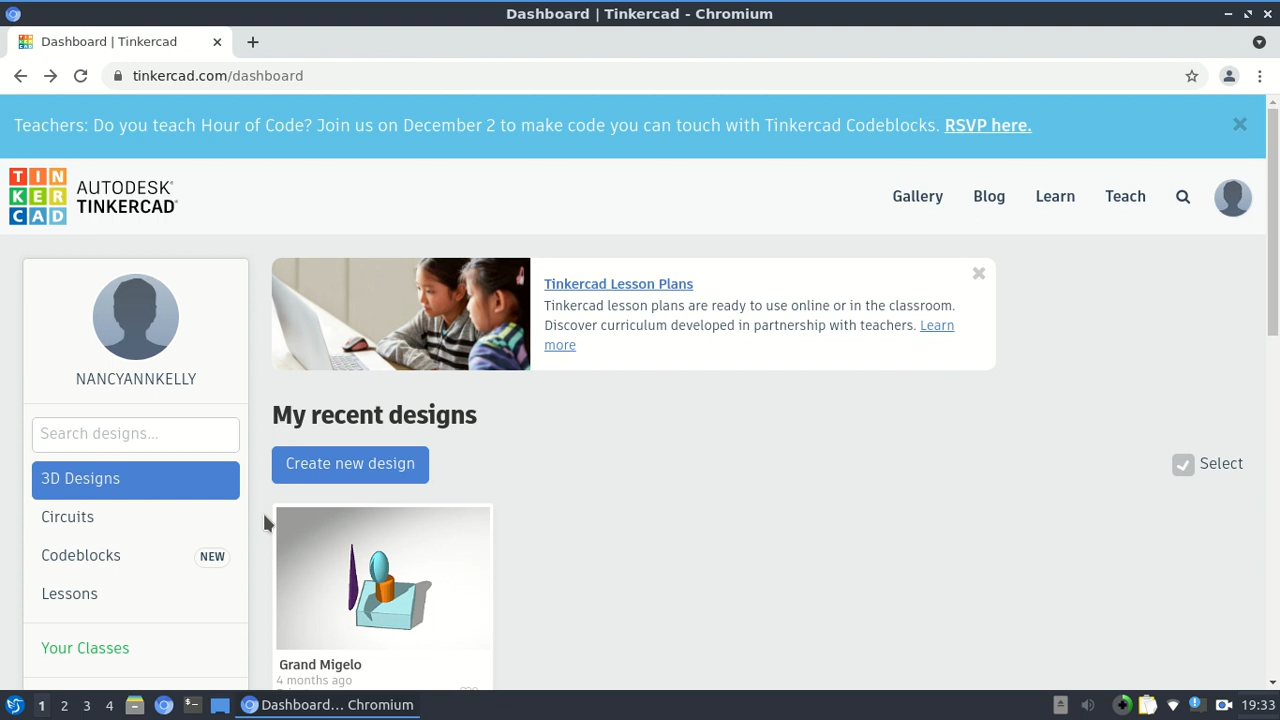 Dashboard | Tinkercad - Chromium
Dashboard | Tinkercad
tinkercad.com/dashboard
Teachers: Do you teach Hour of Code? Join us on December 2 to make code you can touch with Tinkercad Codeblocks. RSVP here.
TIN
KER
CAD
AUTODESK®
TINKERCAD®
Gallery
Blog
Learn
Teach
NANCYANNKELLY
Search designs...
3D Designs
Circuits
Codeblocks NEW
Lessons
Your Classes
Tinkercad Lesson Plans
Tinkercad lesson plans are ready to use online or in the classroom.
Discover curriculum developed in partnership with teachers. Learn
more
My recent designs
Create new design
Select
Grand Migelo
4 months ago
1 2 3 4
Dashboard... Chromium
19:33